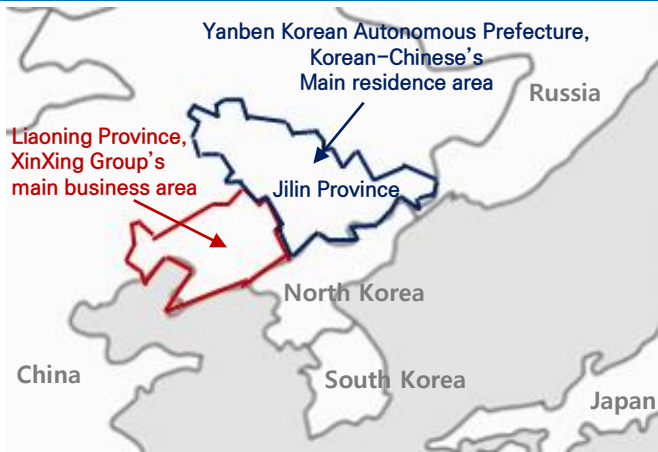 Yanben Korean Autonomous Prefecture,
Korean-Chinese's
Main residence area
Russia
Liaoning Province,
XinXing Group's
main business area
Jilin Province
North Korea
China
South Korea
Japan